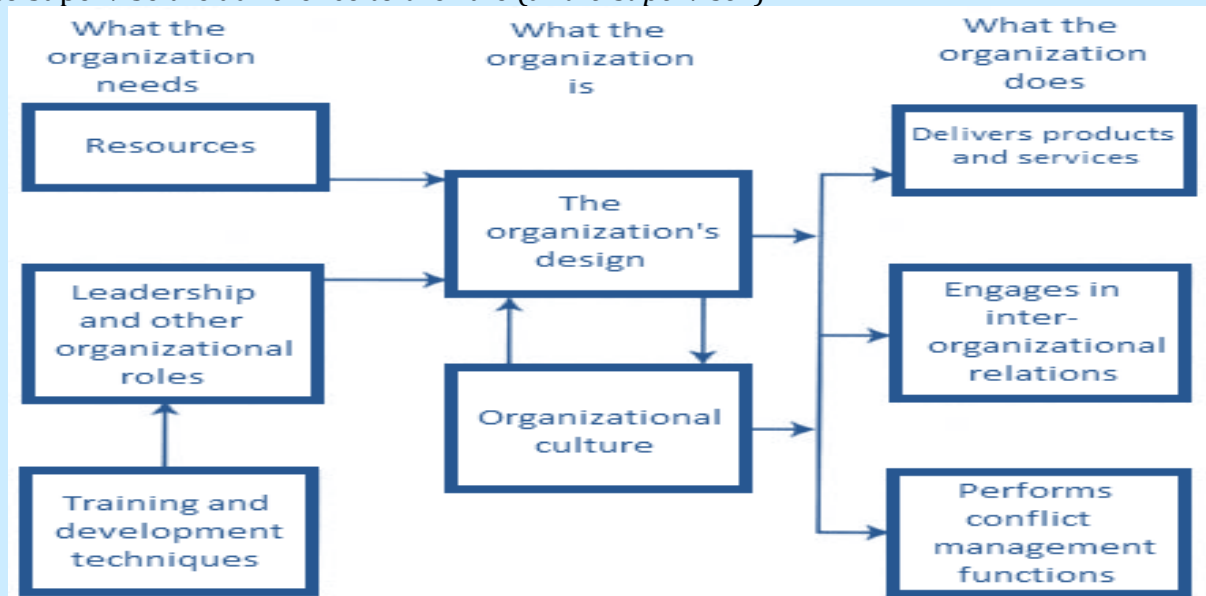 What the
organization
needs
What the
organization
is
What the
organization
does
Resources
Leadership
and other
organizational
roles
Training and
development
techniques
The
organization's
design
Organizational
culture
Delivers products
and services
Engages in
inter-
organizational
relations
Performs
conflict
management
functions